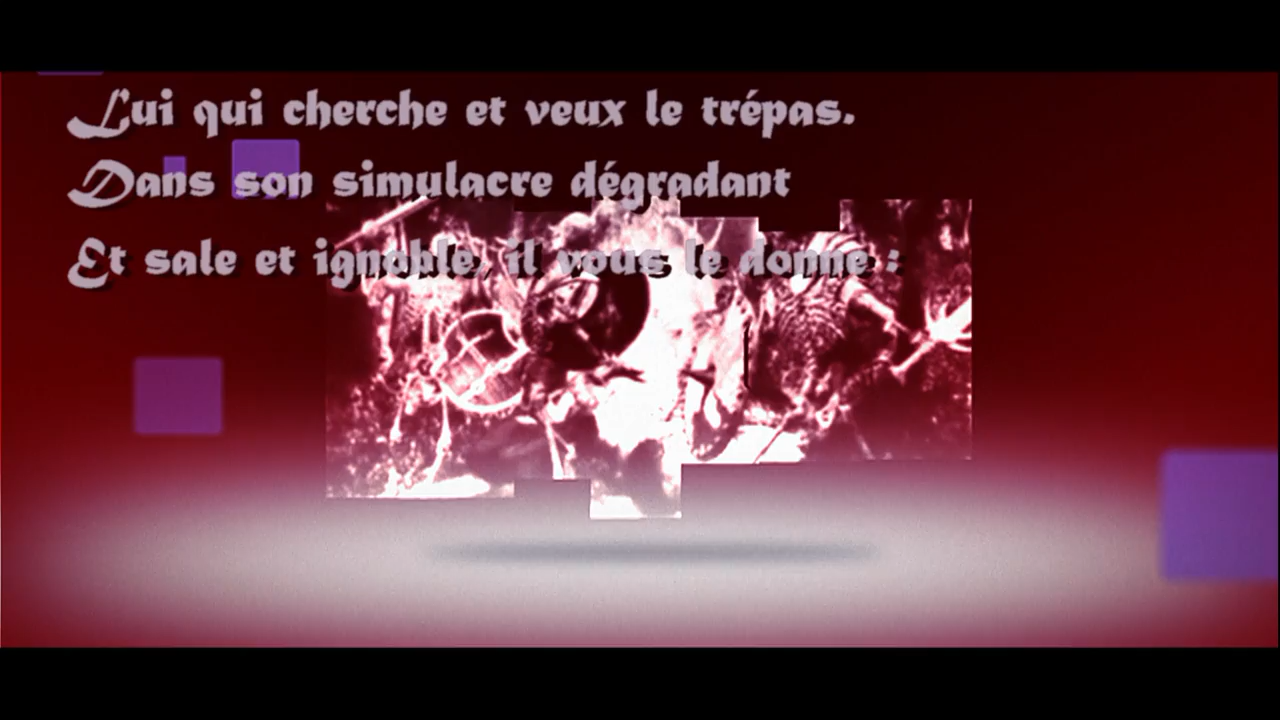 Lui qui cherche et veux le trépas.
Dans son simulacre dégradant
Et sale et ignoble, il vous le donne :